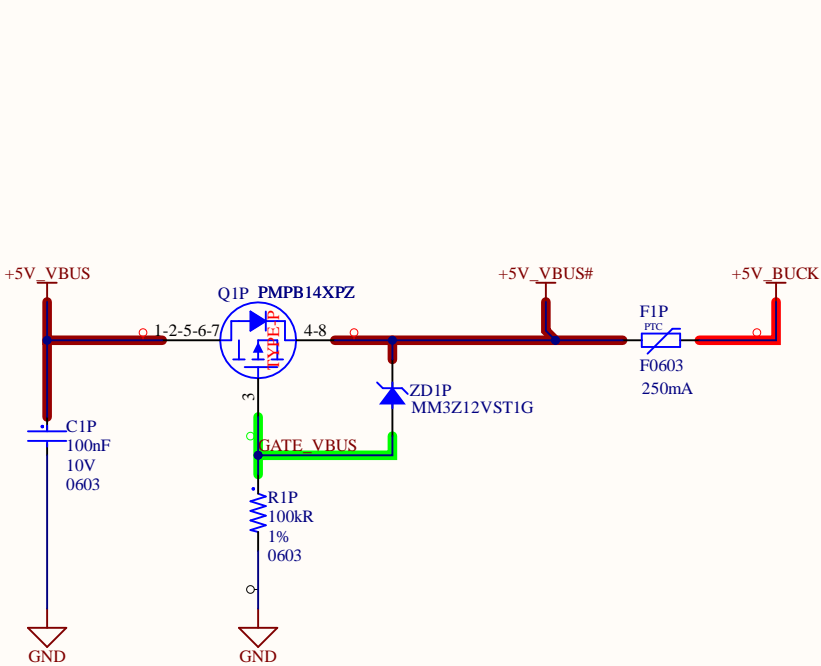 +5V_VBUS
+5V_VBUS#
+5V_BUCK
Q1P PMPB14XPZ
1-2-5-6-7
4-8
TYPE-P
3
F1P
PTC
F0603
250mA
ZD1P
MM3Z12VST1G
C1P
100nF
10V
0603
GATE_VBUS
R1P
100kR
1%
0603
GND
GND